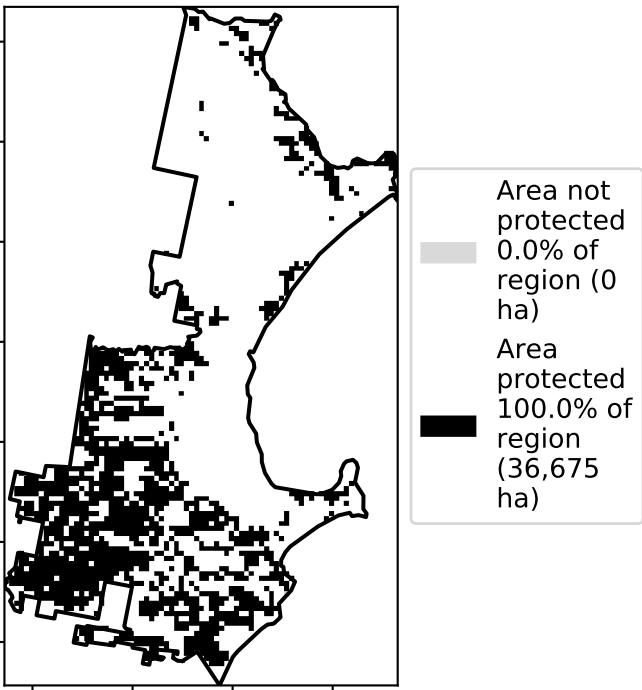 Area not
protected
0.0% of
region (0
ha)
Area
protected
100.0% of
region
(36,675
ha)